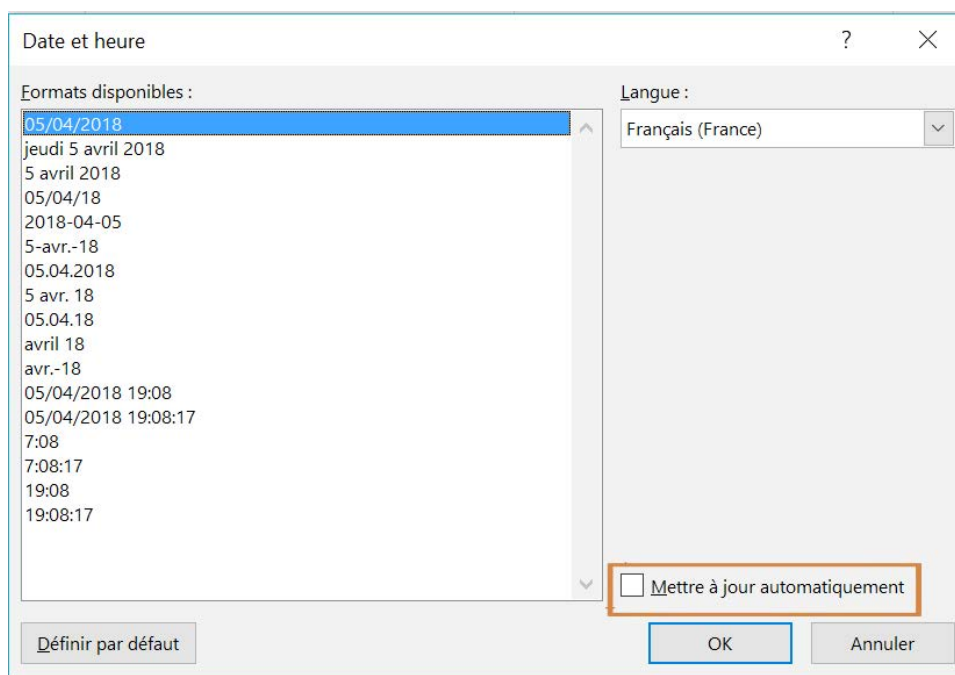 Date et heure
?
Formats disponibles :
05/04/2018
jeudi 5 avril 2018
5 avril 2018
05/04/18
2018-04-05
5-avr.-18
05.04.2018
5 avr. 18
05.04.18
avril 18
avr.-18
05/04/2018 19:08
05/04/2018 19:08:17
7:08
7:08:17
19:08
19:08:17
Langue :
Français (France)
Mettre à jour automatiquement
Définir par défaut
OK
Annuler